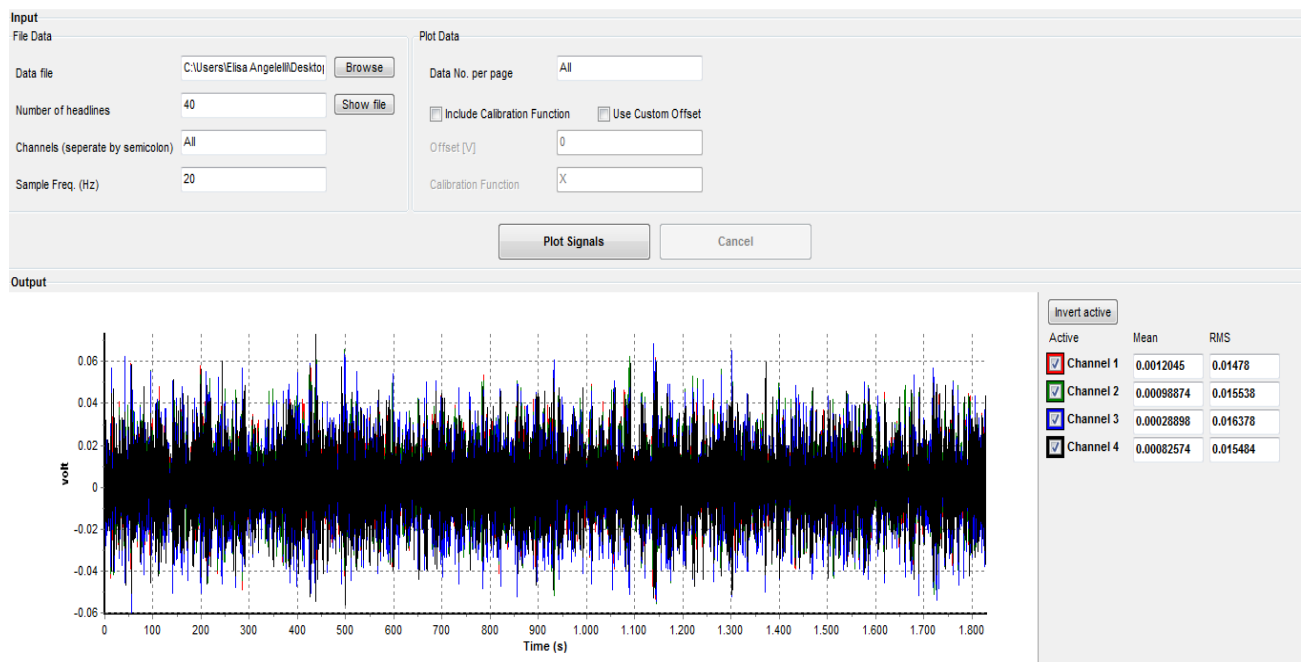 Input
File Data
Plot Data
Data file C:\Users\Elisa Angelelli\Desktop Browse
Data No. per page All
Number of headlines 40 Show file
Include Calibration Function Use Custom Offset
Channels (seperate by semicolon) All
Offset [V] 0
Sample Freq. (Hz) 20
Calibration Function X
Plot Signals Cancel
Output
Invert active
Active Mean RMS
Channel 1 0.0012045 0.01478
Channel 2 0.00098874 0.015538
Channel 3 0.00028898 0.016378
Channel 4 0.00082574 0.015484
0.06
0.04
0.02
0
-0.02
-0.04
-0.06
volt
0 100 200 300 400 500 600 700 800 900 1.000 1.100 1.200 1.300 1.400 1.500 1.600 1.700 1.800
Time (s)